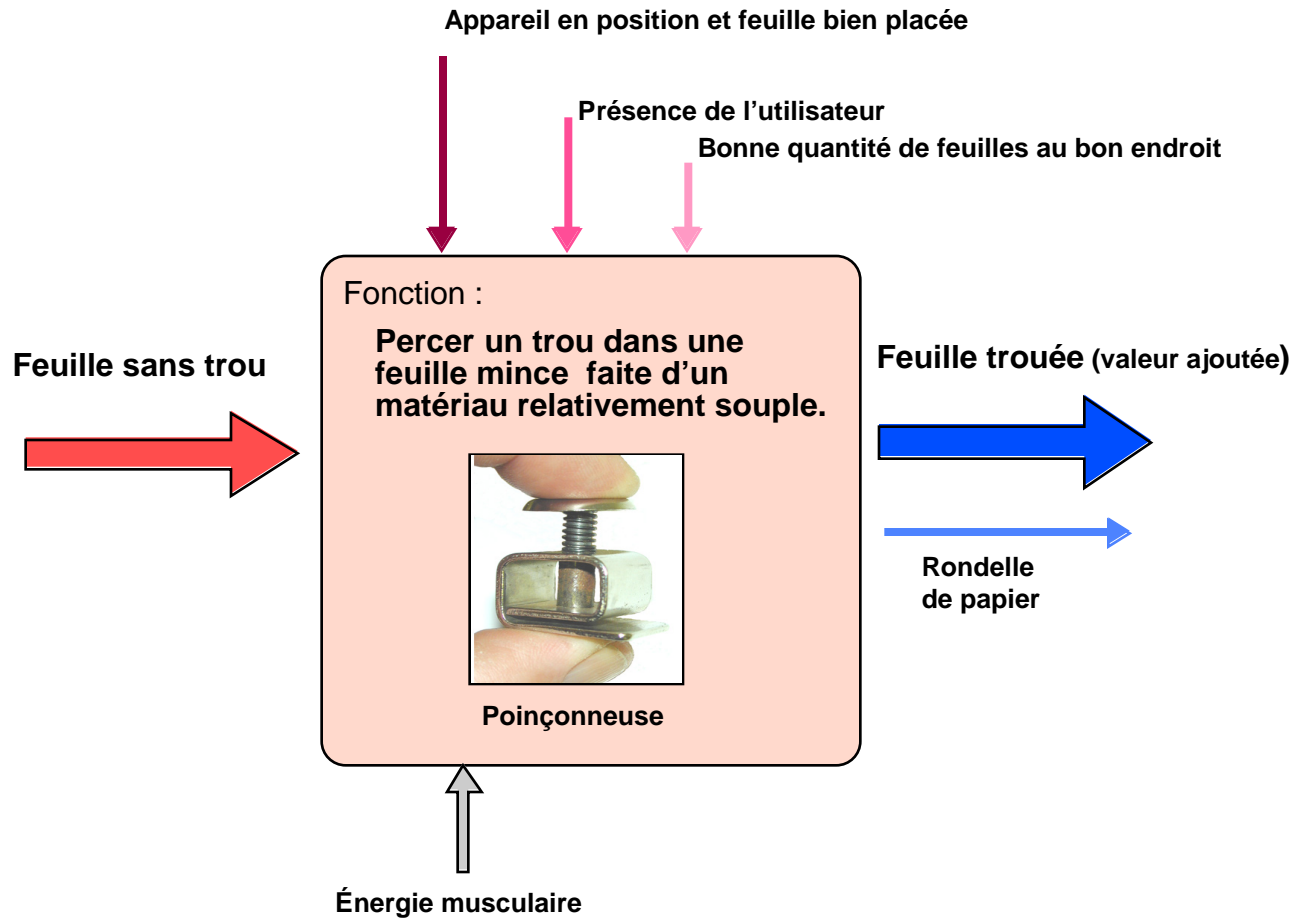 Appareil en position et feuille bien placée
Présence de l’utilisateur
Bonne quantité de feuilles au bon endroit
Fonction :
Percer un trou dans une
feuille mince faite d’un
matériau relativement souple.
Feuille sans trou
Feuille trouée (valeur ajoutée)
Rondelle
de papier
Poinçonneuse
Énergie musculaire